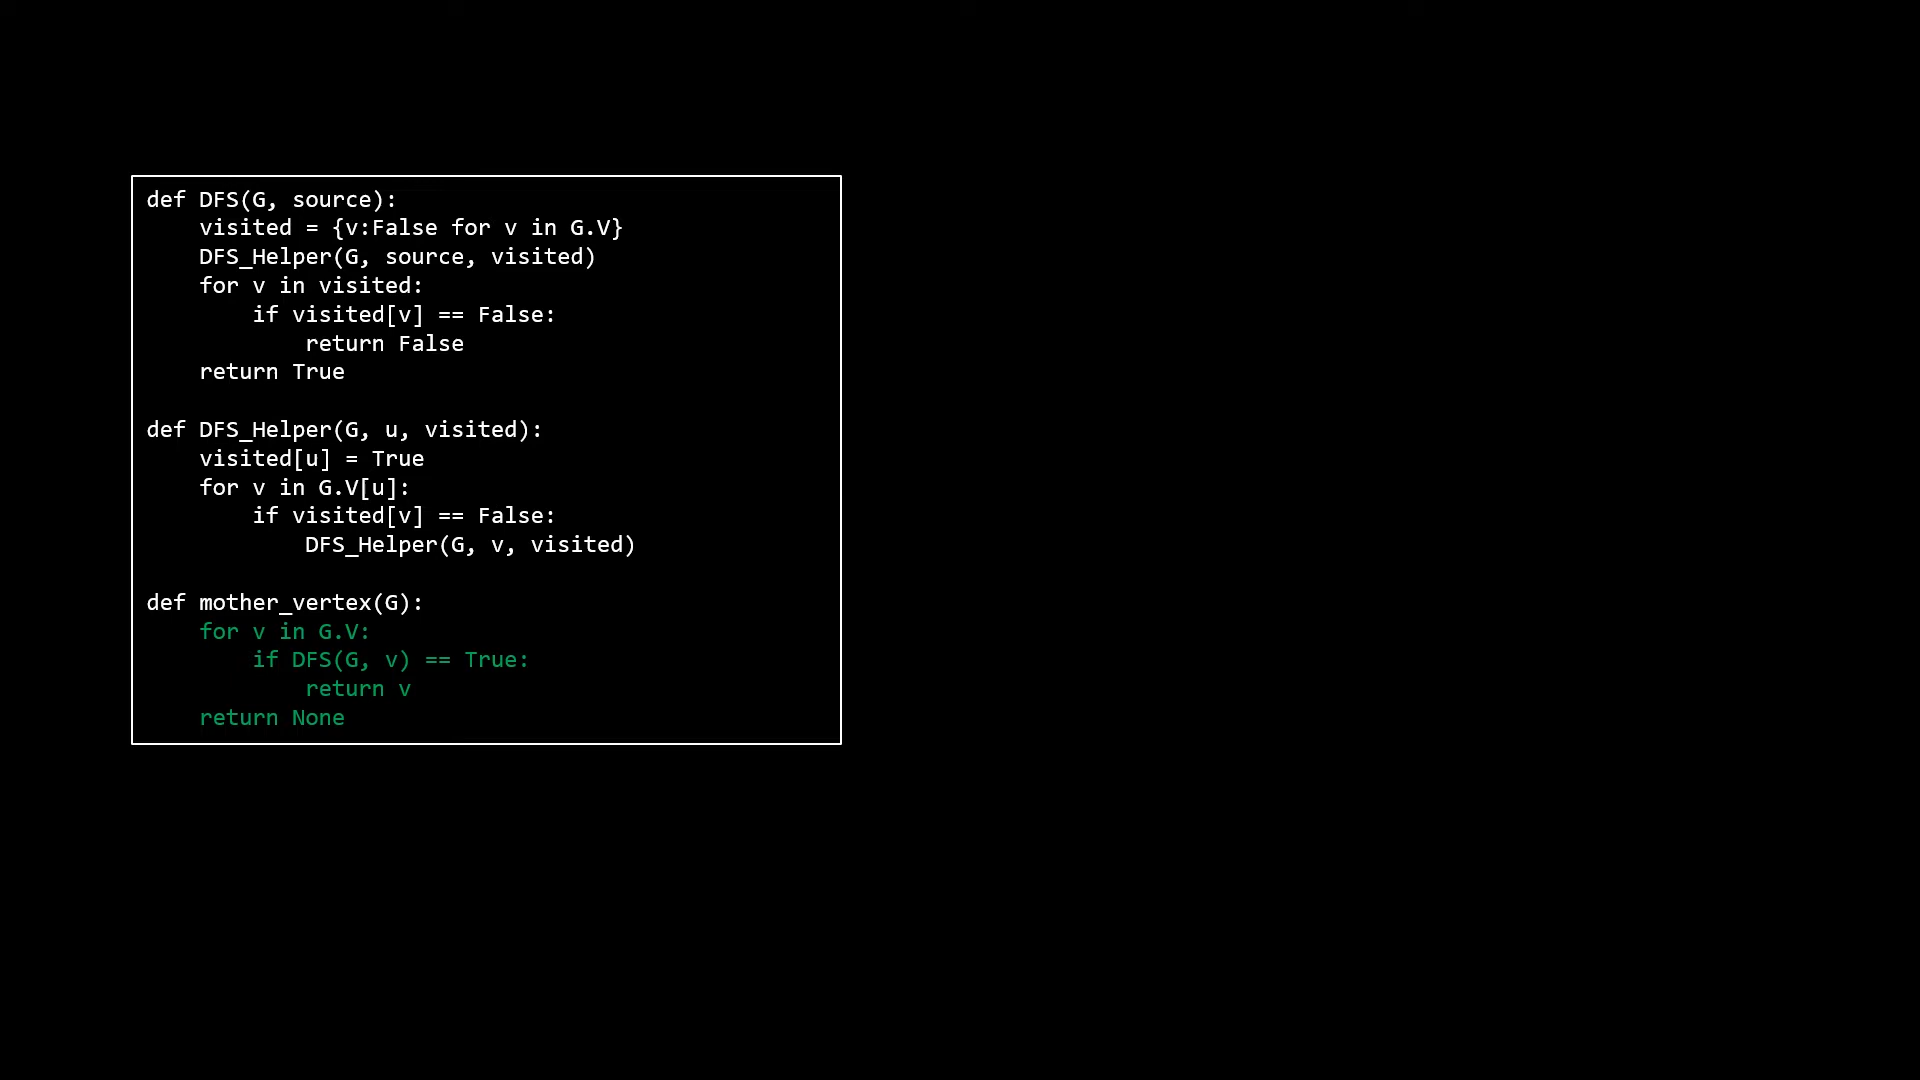 def DFS(G, source):
    visited = {v:False for v in G.V}
    DFS_Helper(G, source, visited)
    for v in visited:
        if visited[v] == False:
            return False
    return True

def DFS_Helper(G, u, visited):
    visited[u] = True
    for v in G.V[u]:
        if visited[v] == False:
            DFS_Helper(G, v, visited)

def mother_vertex(G):
    for v in G.V:
        if DFS(G, v) == True:
            return v
    return None